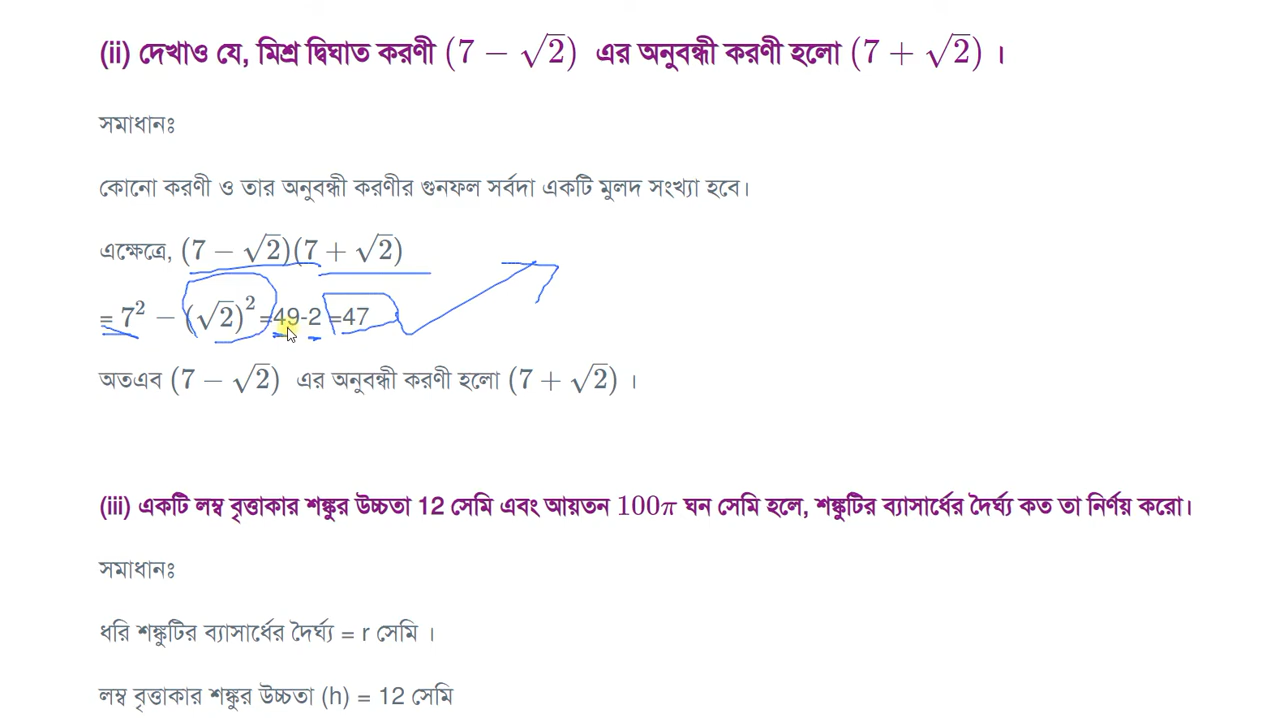 (ii) দেখাও যে, মিশ্র দ্বিঘাত করণী (7 − √2) এর অনুবন্ধী করণী হলো (7 + √2) ।
সমাধানঃ
কোনো করণী ও তার অনুবন্ধী করণীর গুনফল সর্বদা একটি মুলদ সংখ্যা হবে।
এক্ষেত্রে, (7 − √2)(7 + √2)
= 7² − (√2)² =49-2 =47
অতএব (7 − √2) এর অনুবন্ধী করণী হলো (7 + √2) ।
(iii) একটি লম্ব বৃত্তাকার শঙ্কুর উচ্চতা 12 সেমি এবং আয়তন 100π ঘন সেমি হলে, শঙ্কুটির ব্যাসার্ধের দৈর্ঘ্য কত তা নির্ণয় করো।
সমাধানঃ
ধরি শঙ্কুটির ব্যাসার্ধের দৈর্ঘ্য = r সেমি ।
লম্ব বৃত্তাকার শঙ্কুর উচ্চতা (h) = 12 সেমি